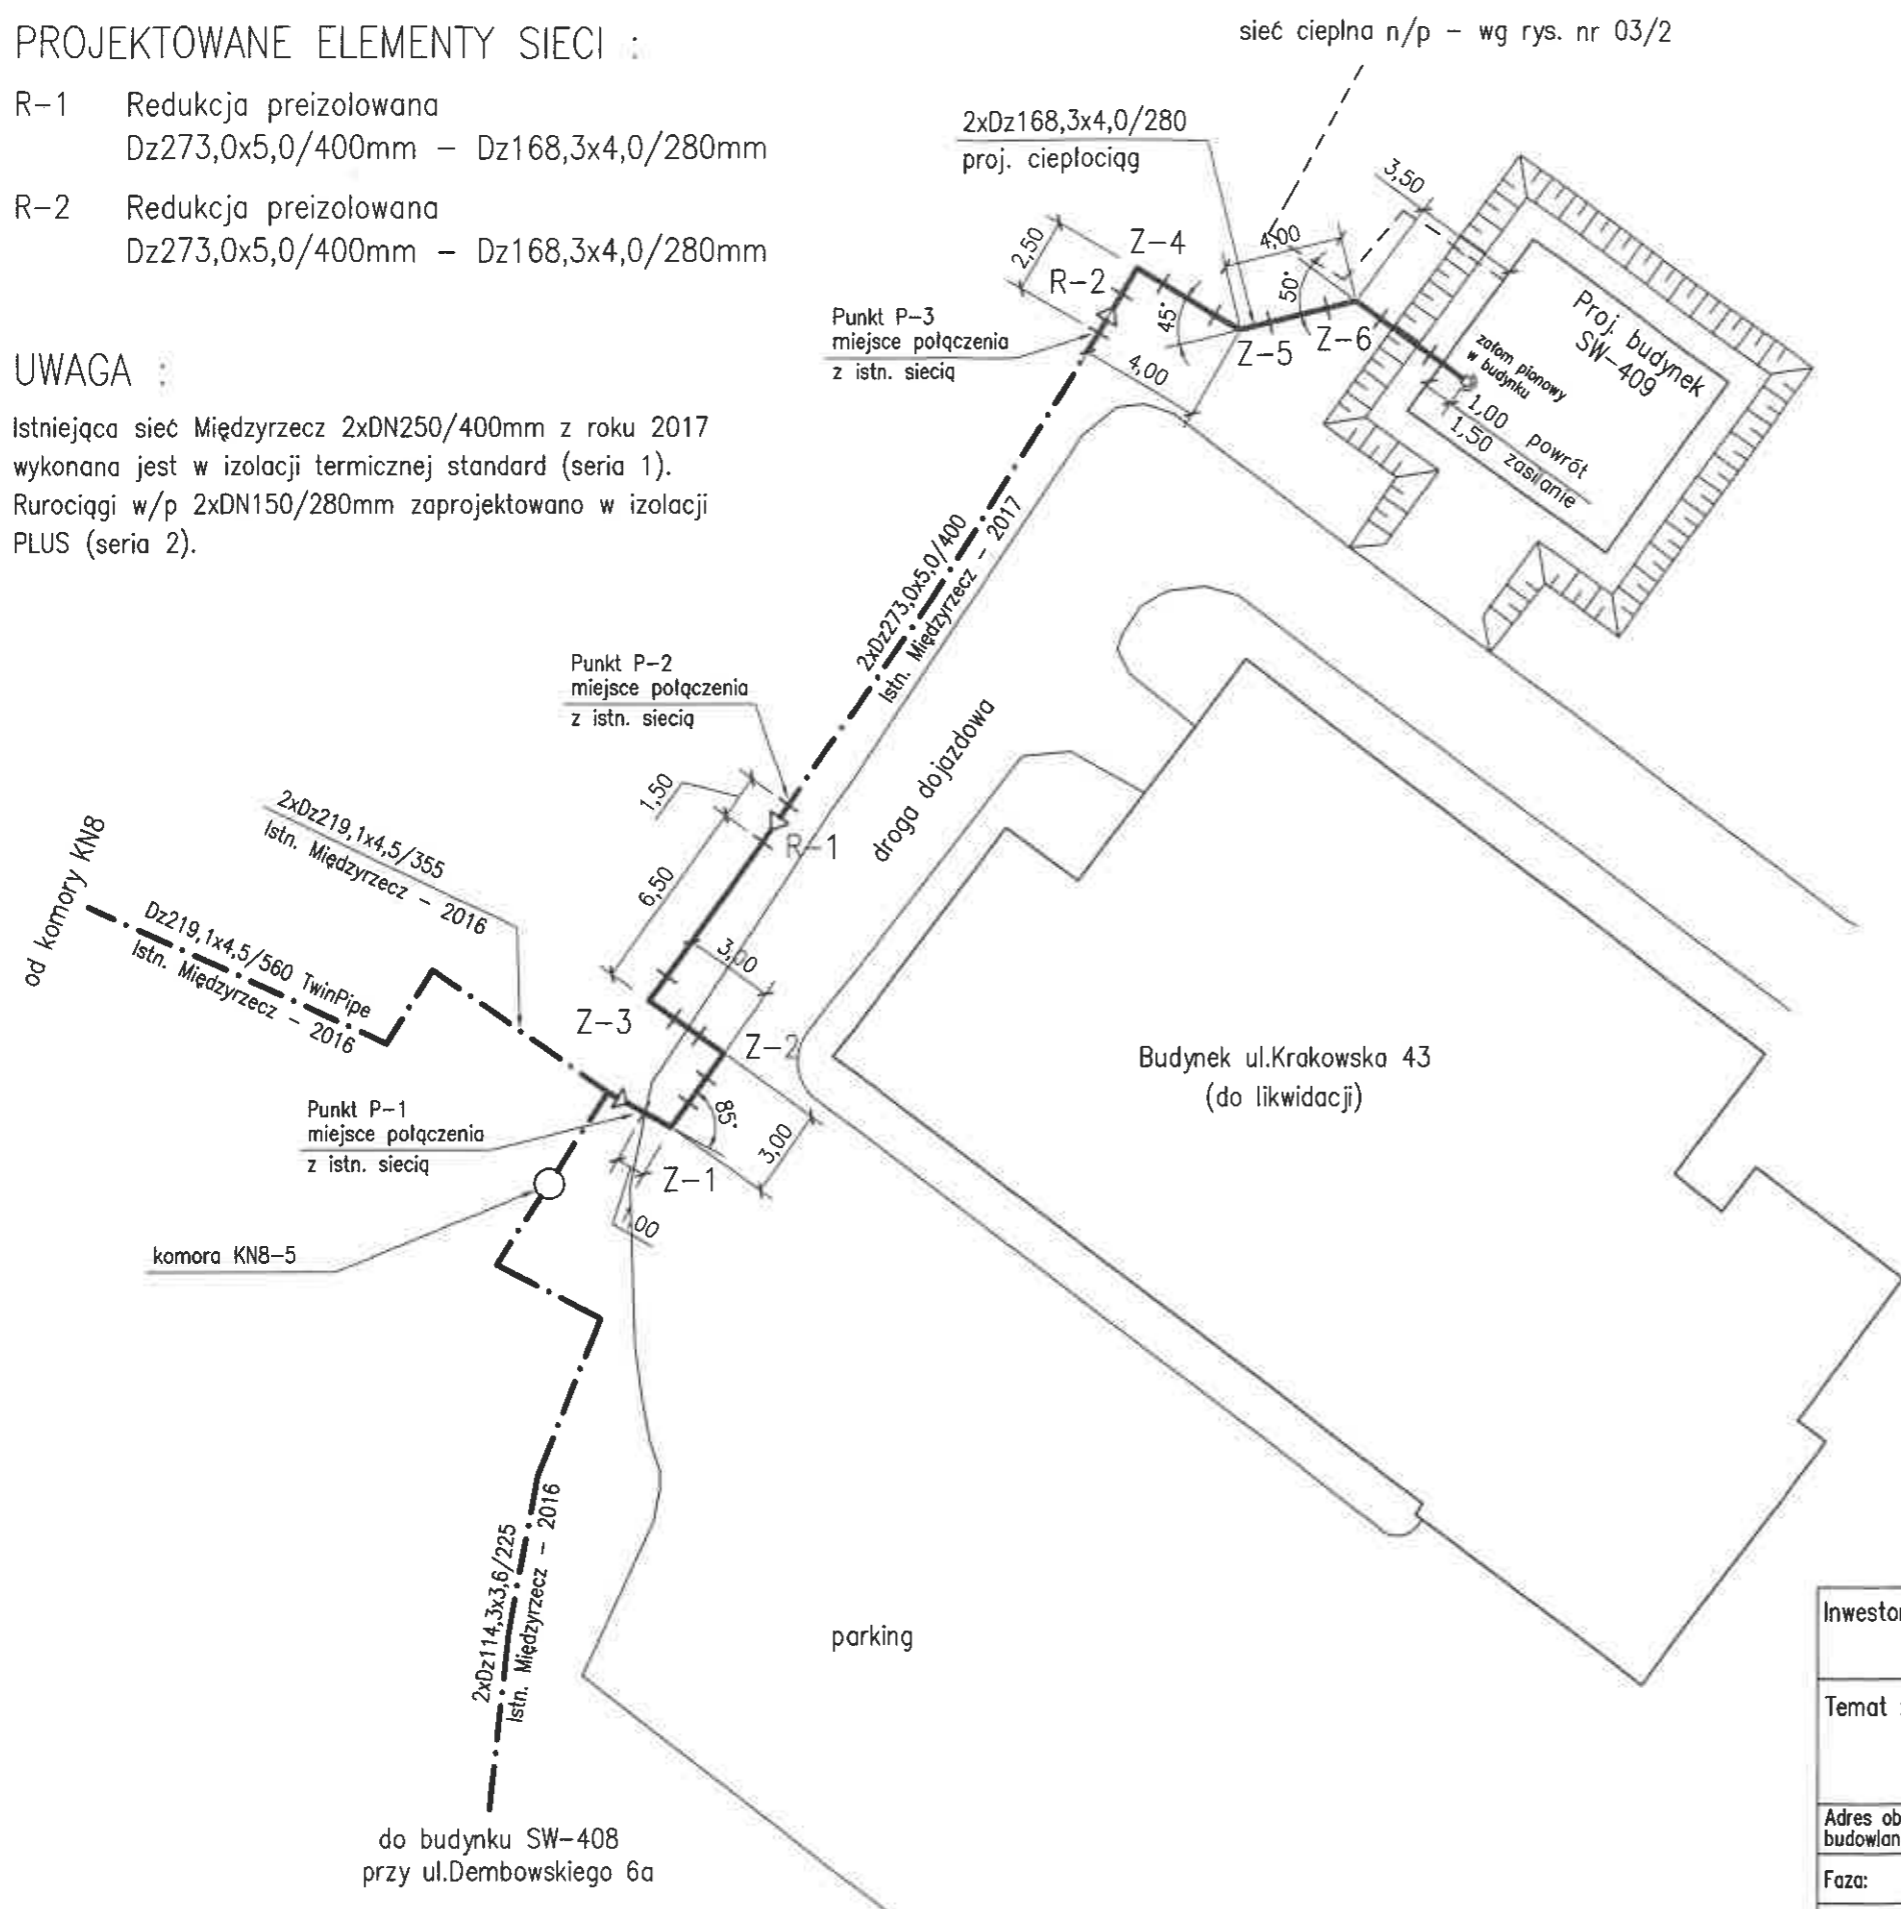 PROJEKTOWANE ELEMENTY SIECI :
R-1 Redukcja preizolowana
Dz273,0x5,0/400mm - Dz168,3x4,0/280mm
R-2 Redukcja preizolowana
Dz273,0x5,0/400mm - Dz168,3x4,0/280mm
UWAGA :
Istniejąca sieć Międzyrzecz 2xDN250/400mm z roku 2017
wykonana jest w izolacji termicznej standard (seria 1).
Rurociągi w/p 2xDN150/280mm zaprojektowano w izolacji
PLUS (seria 2).
sieć cieplna n/p - wg rys. nr 03/2
2xDz168,3x4,0/280
proj. ciepłociąg
3,50
2,50
Z-4
4,00
R-2
50°
45°
Z-5
Z-6
4,00
Punkt P-3
miejsce połączenia
z istn. siecią
Proj. budynek
SW-409
załom pionowy
w budynku
1,00 powrót
1,50 zasilanie
2xDz273,0x5,0/400
Istn. Międzyrzecz - 2017
Punkt P-2
miejsce połączenia
z istn. siecią
droga dojazdowa
1,50
R-1
6,50
3,00
2xDz219,1x4,5/355
Istn. Międzyrzecz - 2016
od komory KN8
Dz219,1x4,5/560 TwinPipe
Istn. Międzyrzecz - 2016
Z-3
Z-2
85°
3,00
Z-1
1,00
Punkt P-1
miejsce połączenia
z istn. siecią
komora KN8-5
Budynek ul.Krakowska 43
(do likwidacji)
2xDz114,3x3,6/225
Istn. Międzyrzecz - 2016
parking
do budynku SW-408
przy ul.Dembowskiego 6a
Inwestor
Temat :
Adres ob
budowlan
Faza: